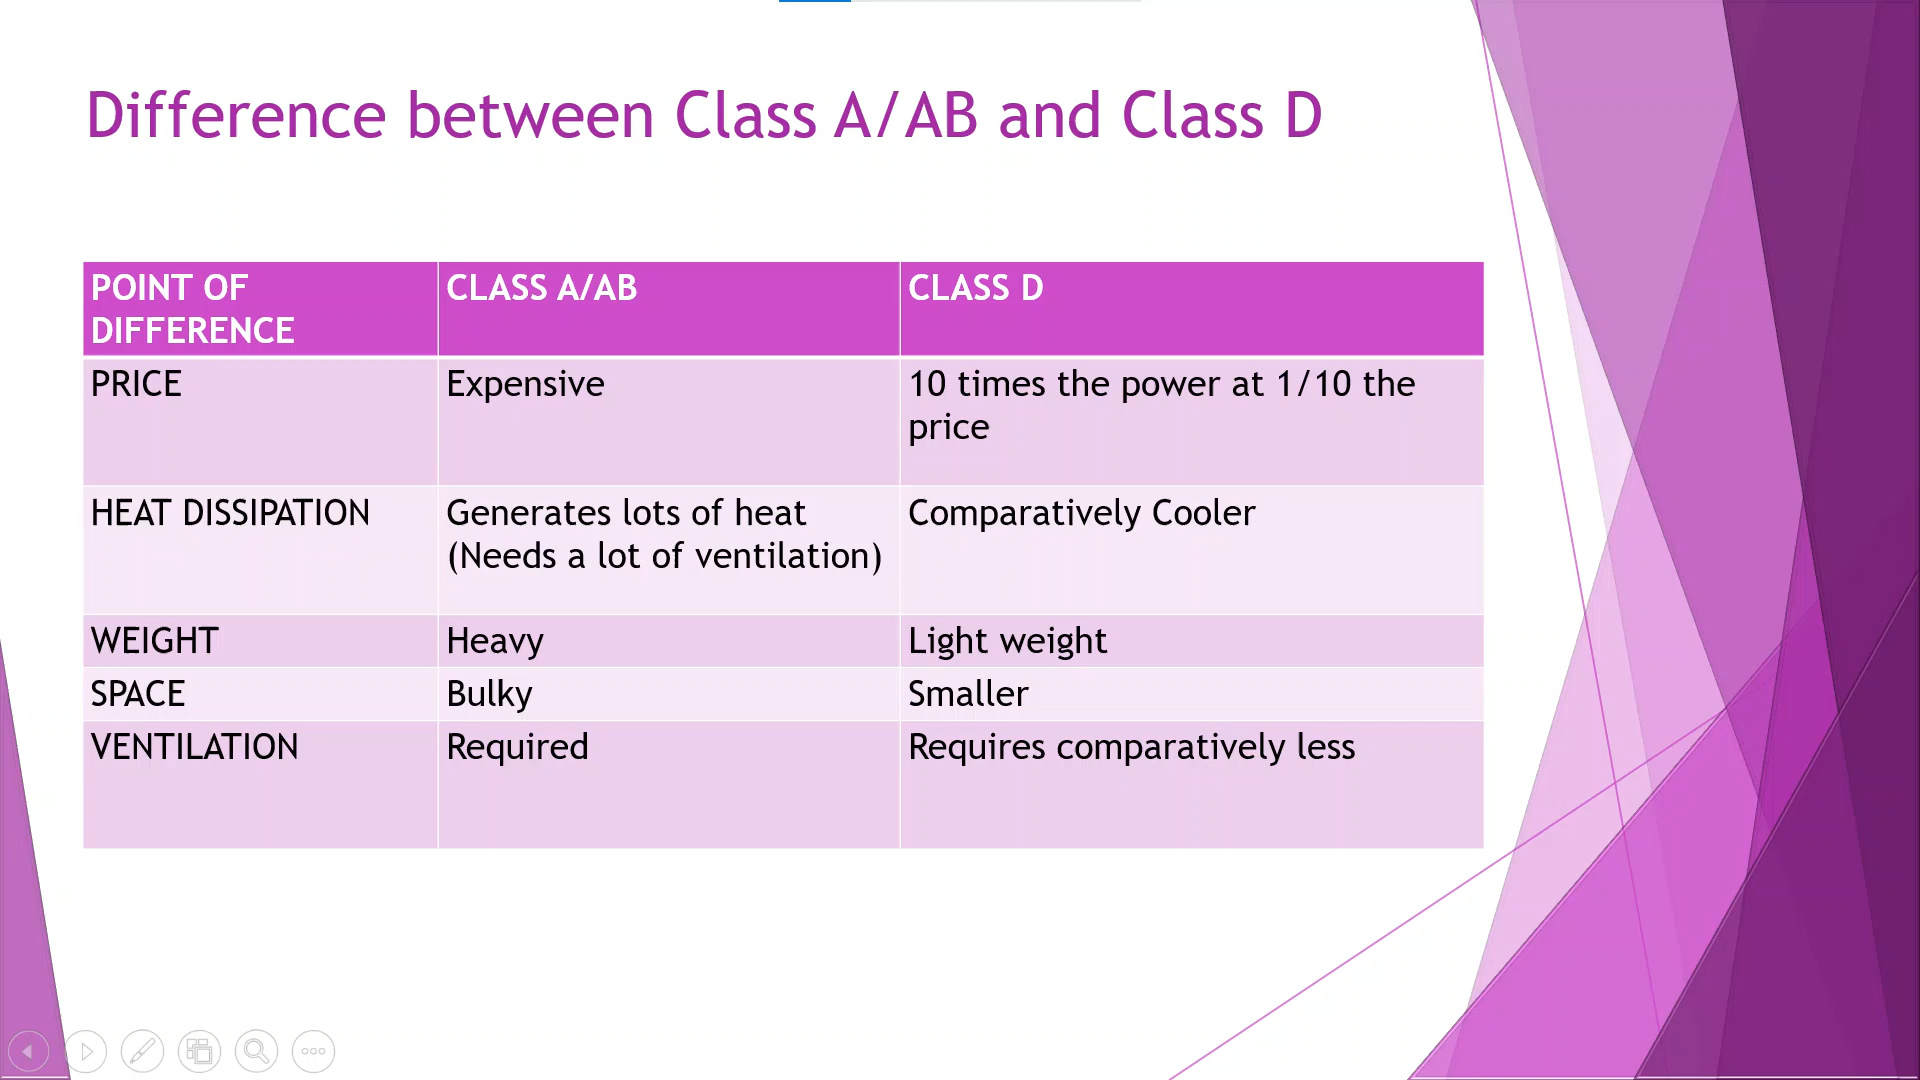 Difference between Class A/AB and Class D
POINT OF DIFFERENCE CLASS A/AB CLASS D
PRICE Expensive 10 times the power at 1/10 the price
HEAT DISSIPATION Generates lots of heat (Needs a lot of ventilation) Comparatively Cooler
WEIGHT Heavy Light weight
SPACE Bulky Smaller
VENTILATION Required Requires comparatively less